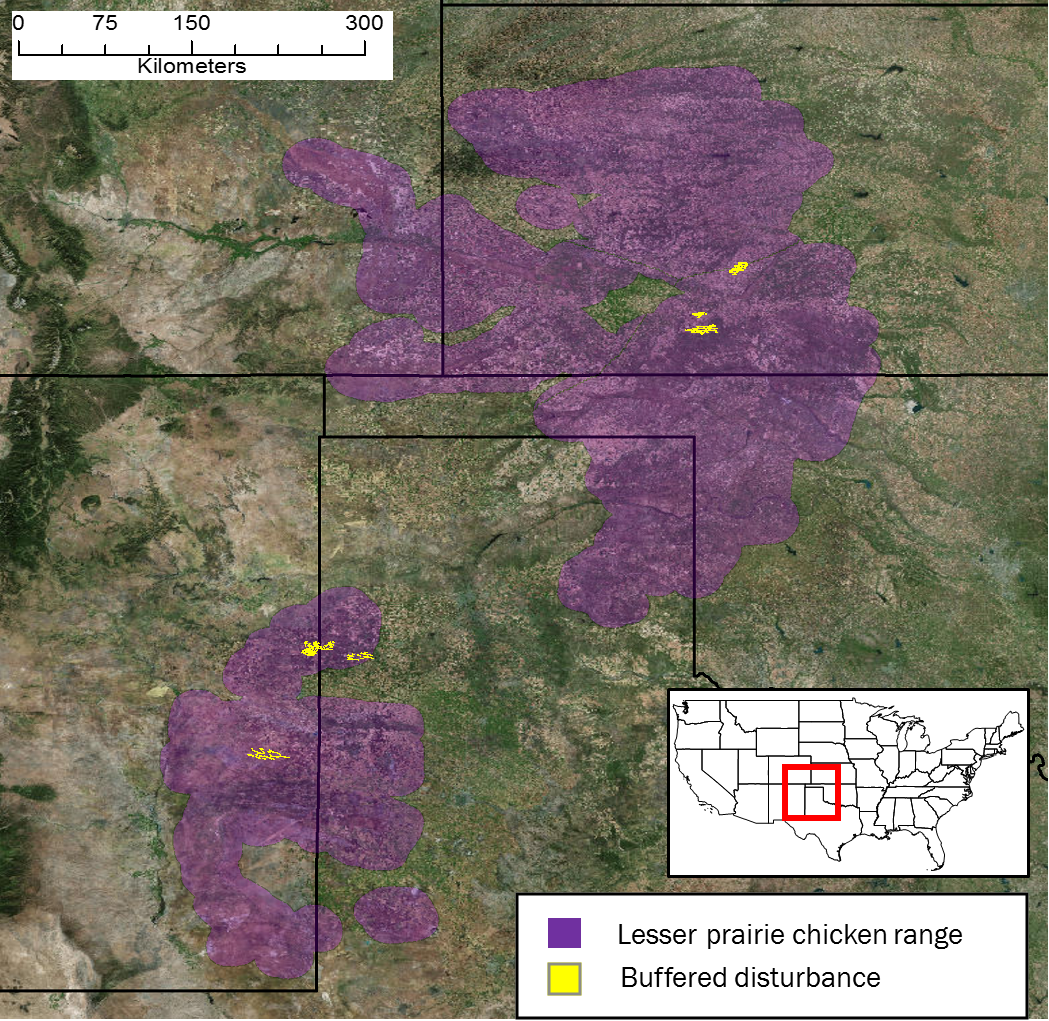 0 75 150 300
Kilometers
Lesser prairie chicken range
Buffered disturbance